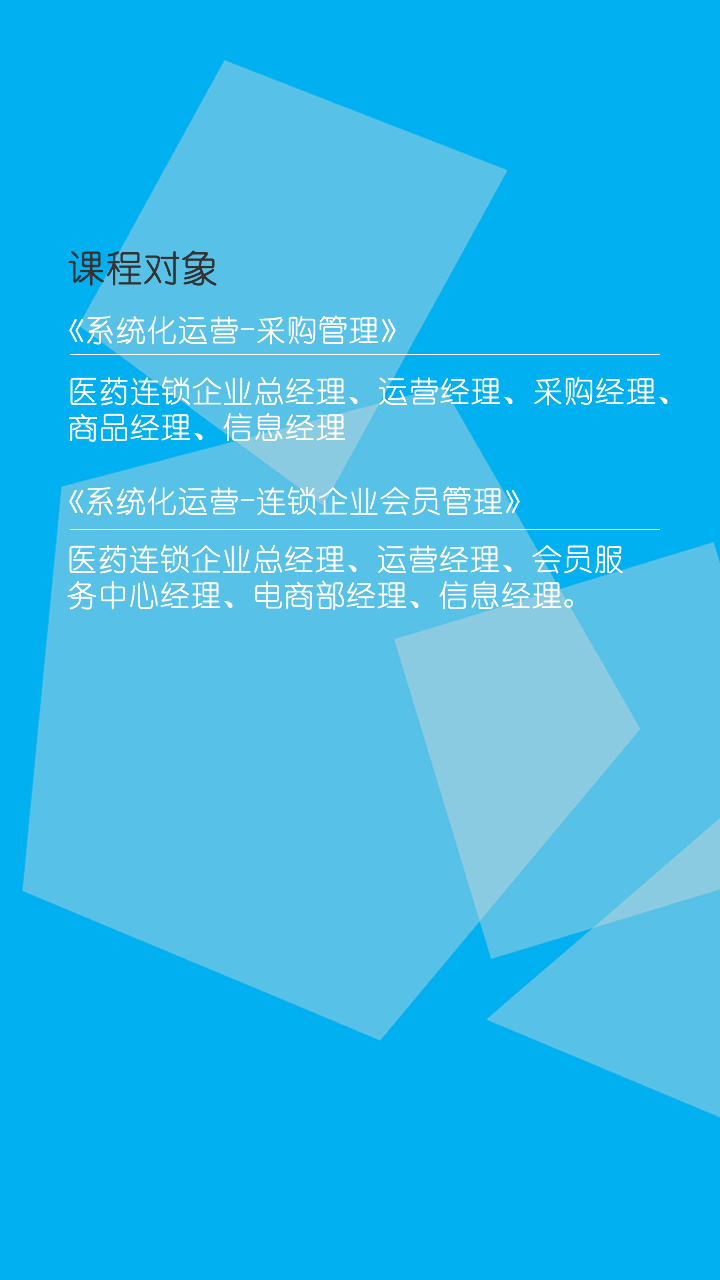 课程对象
《系统化运营-采购管理》
医药连锁企业总经理、运营经理、采购经理、
商品经理、信息经理
《系统化运营-连锁企业会员管理》
医药连锁企业总经理、运营经理、会员服
务中心经理、电商部经理、信息经理。